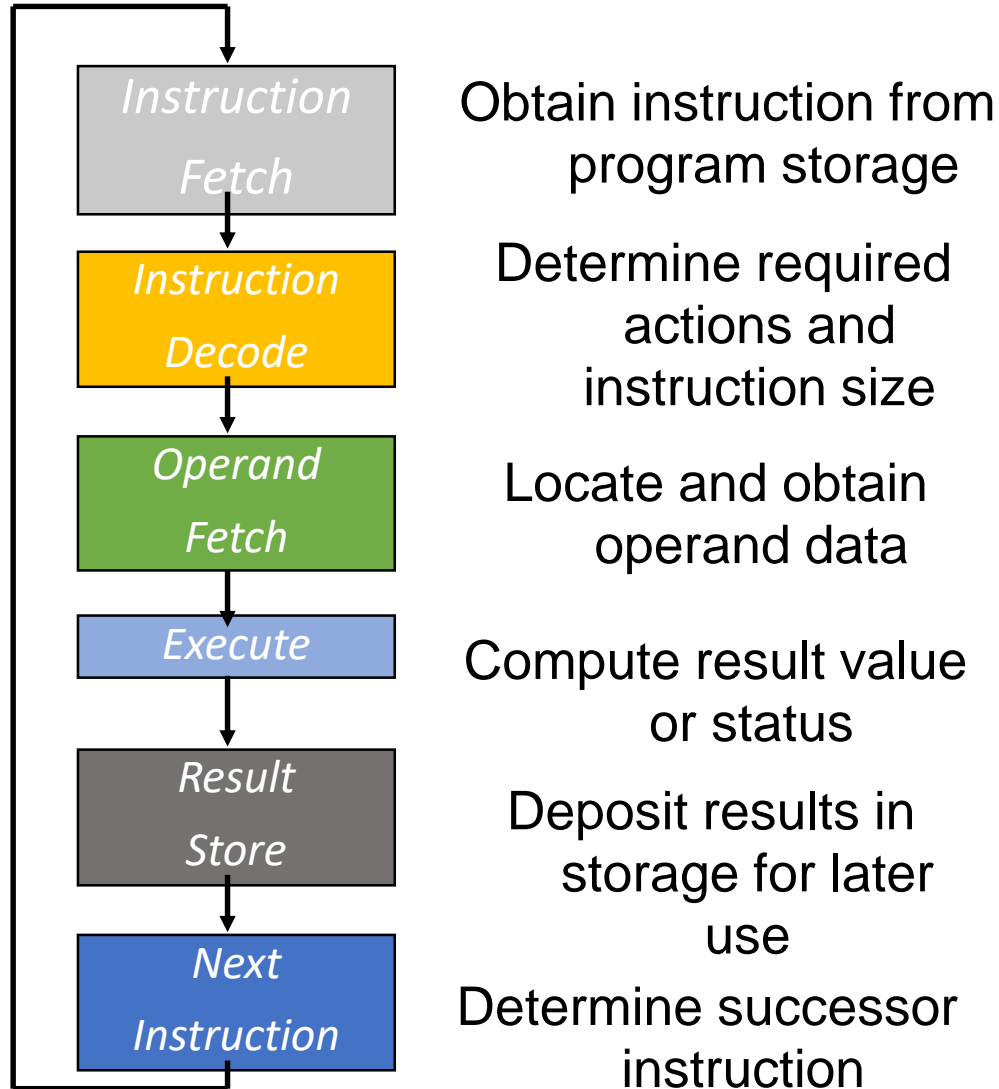 Instruction
Fetch
Obtain instruction from
program storage
Instruction
Decode
Determine required
actions and
instruction size
Operand
Fetch
Locate and obtain
operand data
Execute
Compute result value
or status
Result
Store
Deposit results in
storage for later
use
Next
Instruction
Determine successor
instruction